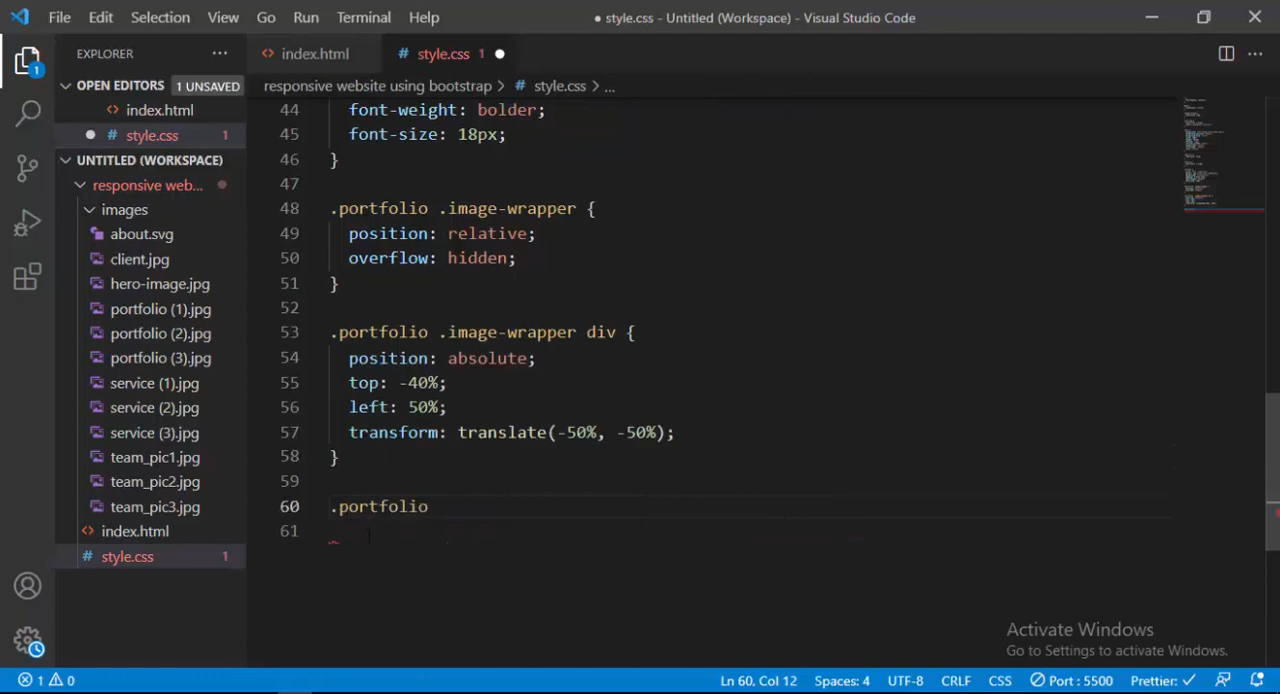 File Edit Selection View Go Run Terminal Help ● style.css - Untitled (Workspace) - Visual Studio Code
EXPLORER ··· <> index.html # style.css 1 ●
OPEN EDITORS 1 UNSAVED
responsive website using bootstrap > # style.css > ...
<> index.html
● # style.css 1
UNTITLED (WORKSPACE)
responsive web...
images
about.svg
client.jpg
hero-image.jpg
portfolio (1).jpg
portfolio (2).jpg
portfolio (3).jpg
service (1).jpg
service (2).jpg
service (3).jpg
team_pic1.jpg
team_pic2.jpg
team_pic3.jpg
<> index.html
# style.css 1
1
44 font-weight: bolder;
45 font-size: 18px;
46 }
47
48 .portfolio .image-wrapper {
49 position: relative;
50 overflow: hidden;
51 }
52
53 .portfolio .image-wrapper div {
54 position: absolute;
55 top: -40%;
56 left: 50%;
57 transform: translate(-50%, -50%);
58 }
59
60 .portfolio
61
Activate Windows
Go to Settings to activate Windows.
1 0 Ln 60, Col 12 Spaces: 4 UTF-8 CRLF CSS Port : 5500 Prettier: ✓